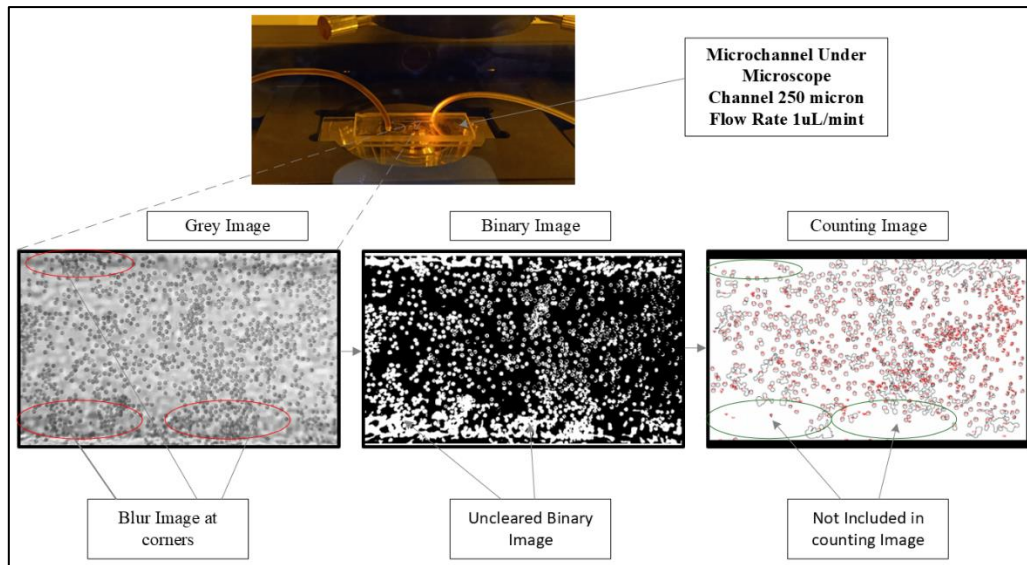 Microchannel Under
Microscope
Channel 250 micron
Flow Rate 1uL/mint
Grey Image
Binary Image
Counting Image
Blur Image at
corners
Uncleared Binary
Image
Not Included in
counting Image